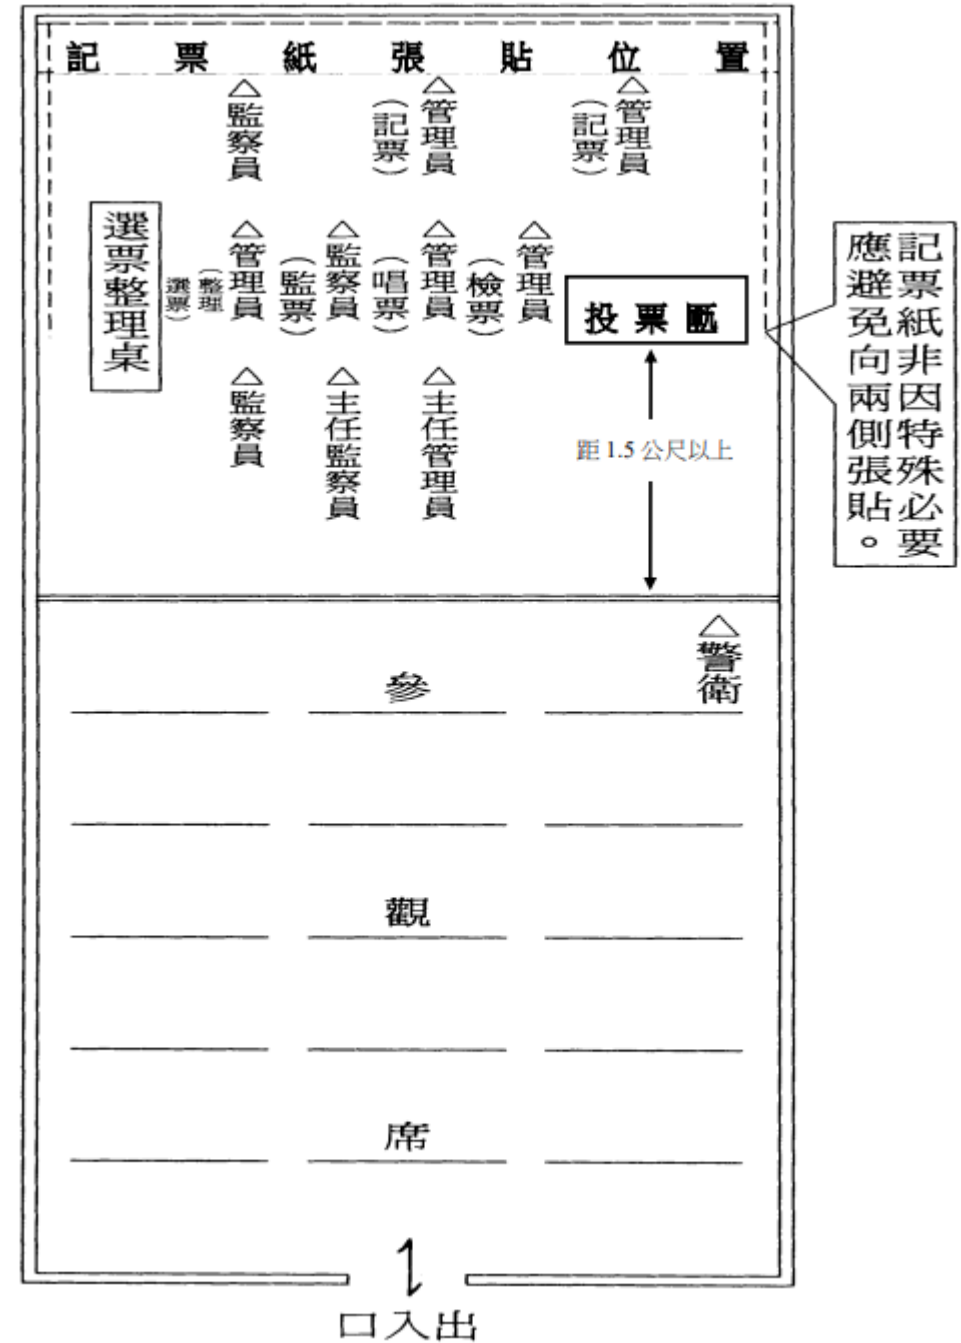 記票紙張貼位置
△管理員
(記票)
△管理員
(記票)
△監察員
△管理員
(檢票)
△管理員
(唱票)
△監察員
(監票)
△管理員
(整理
選票)
選票整理桌
投票匭
距 1.5 公尺以上
△主任管理員
△主任監察員
△監察員
記票紙非因特殊必要
應避免向兩側張貼。
△警衛
參
觀
席
口入出